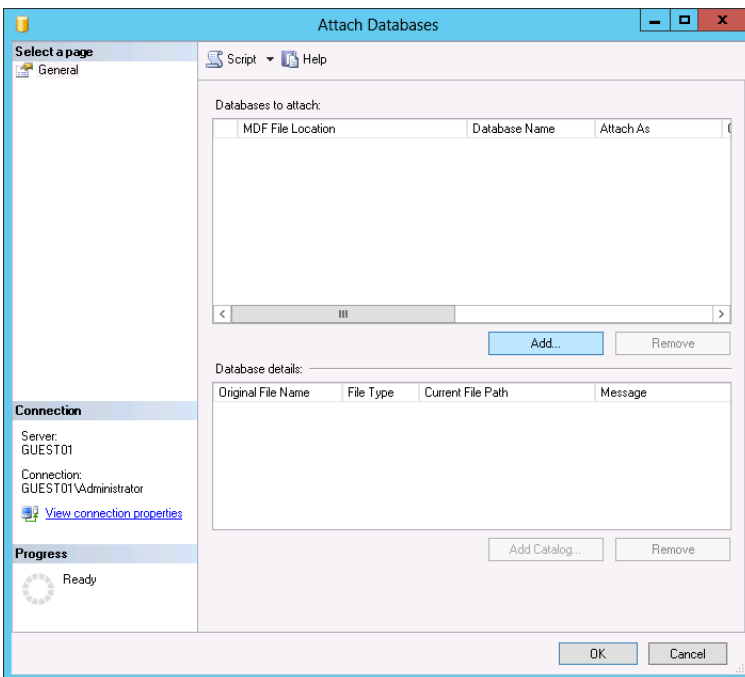 Attach Databases
Select a page
General
Script Help
Databases to attach:
MDF File Location Database Name Attach As
Add... Remove
Database details:
Original File Name File Type Current File Path Message
Add Catalog... Remove
Connection
Server:
GUEST01
Connection:
GUEST01\Administrator
View connection properties
Progress
Ready
OK Cancel